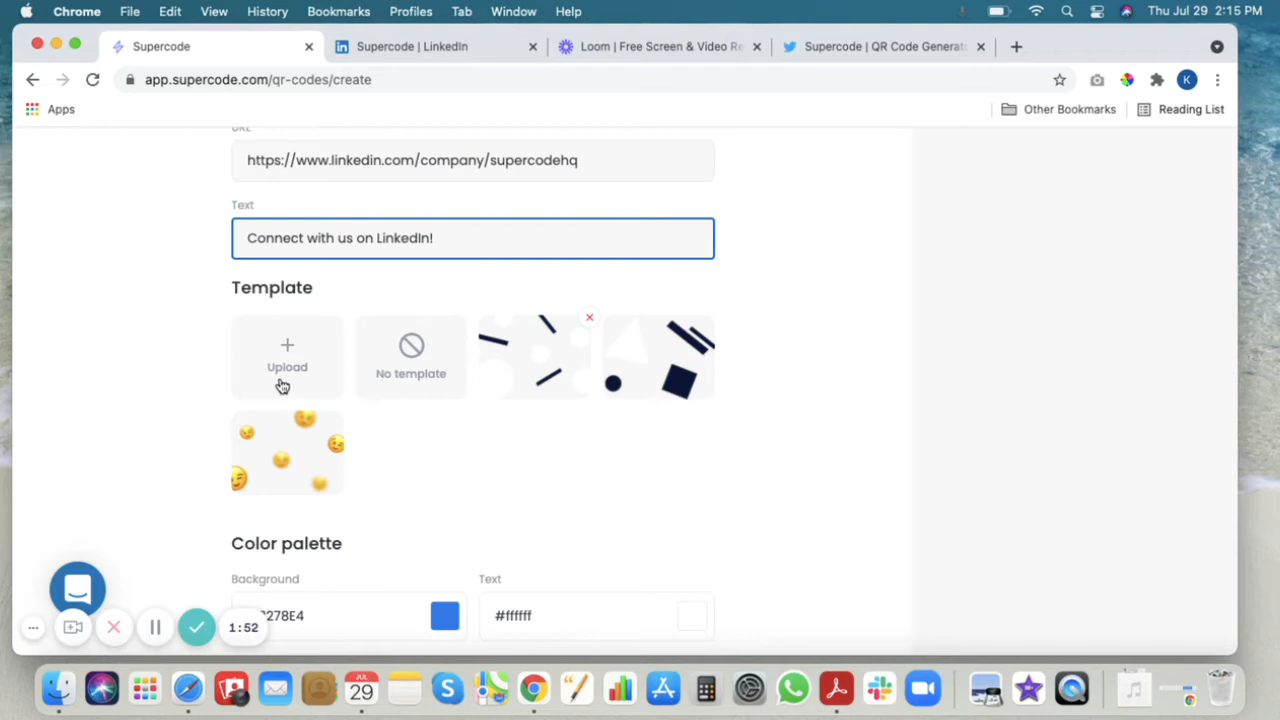 Chrome File Edit View History Bookmarks Profiles Tab Window Help Thu Jul 29 2:15 PM
Supercode
Supercode | LinkedIn
Loom | Free Screen & Video Re
Supercode | QR Code Generat
app.supercode.com/qr-codes/create
K
Apps
Other Bookmarks
Reading List
URL
https://www.linkedin.com/company/supercodehq
Text
Connect with us on LinkedIn!
Template
Upload
No template
Color palette
Background
Text
278E4
#ffffff
1:52
JUL
29